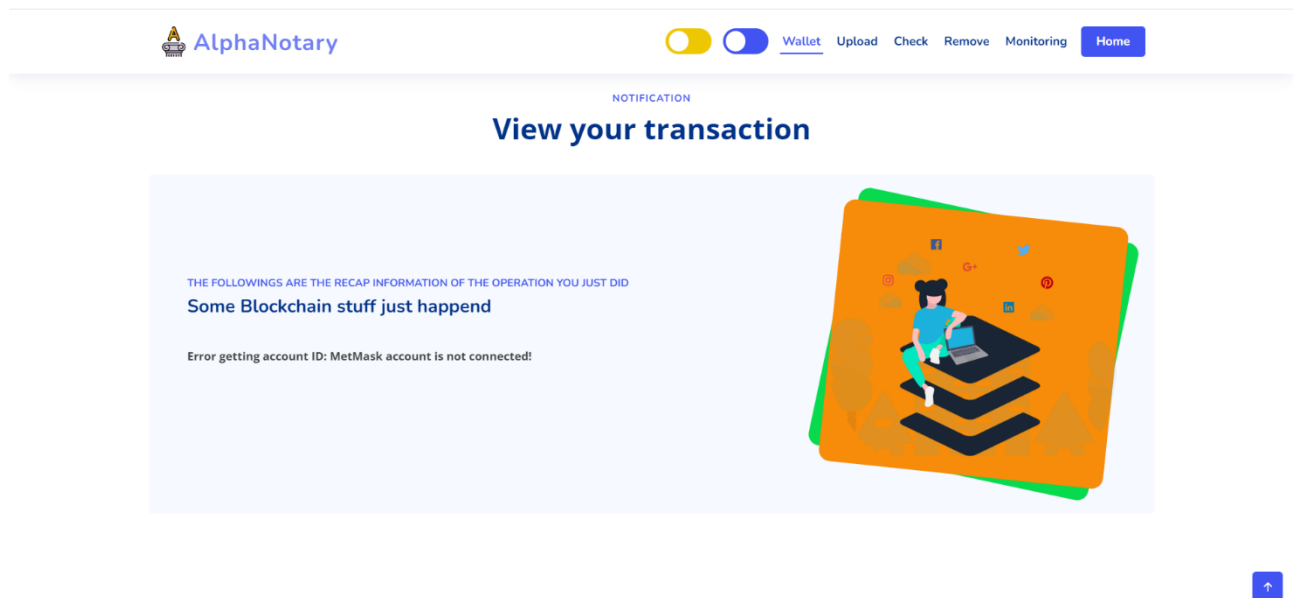 AlphaNotary
Wallet Upload Check Remove Monitoring Home
NOTIFICATION
View your transaction
THE FOLLOWINGS ARE THE RECAP INFORMATION OF THE OPERATION YOU JUST DID
Some Blockchain stuff just happend
Error getting account ID: MetMask account is not connected!